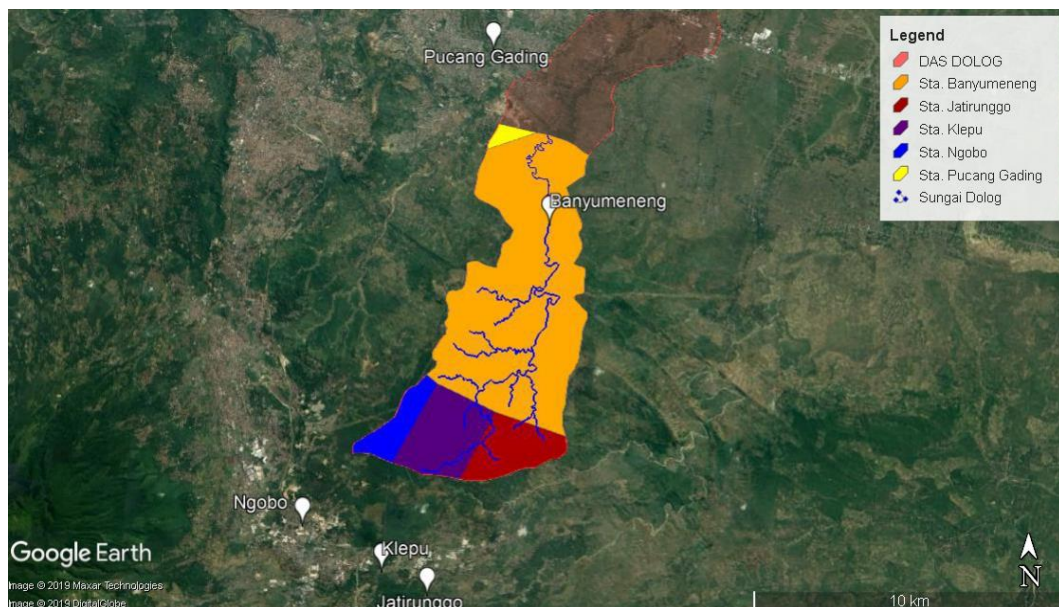 Pucang Gading
Legend
DAS DOLOG
Sta. Banyumeneng
Sta. Jatirunggo
Sta. Klepu
Sta. Ngobo
Sta. Pucang Gading
Sungai Dolog
Banyumeneng
Ngobo
Klepu
Jatirunggo
Google Earth
Image © 2019 Maxar Technologies
Image © 2019 DigitalGlobe
N
10 km